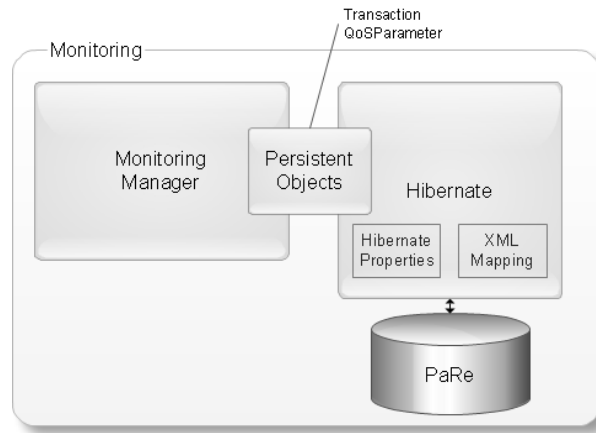 Transaction
QoSParameter
Monitoring
Monitoring
Manager
Persistent
Objects
Hibernate
Hibernate
Properties
XML
Mapping
PaRe